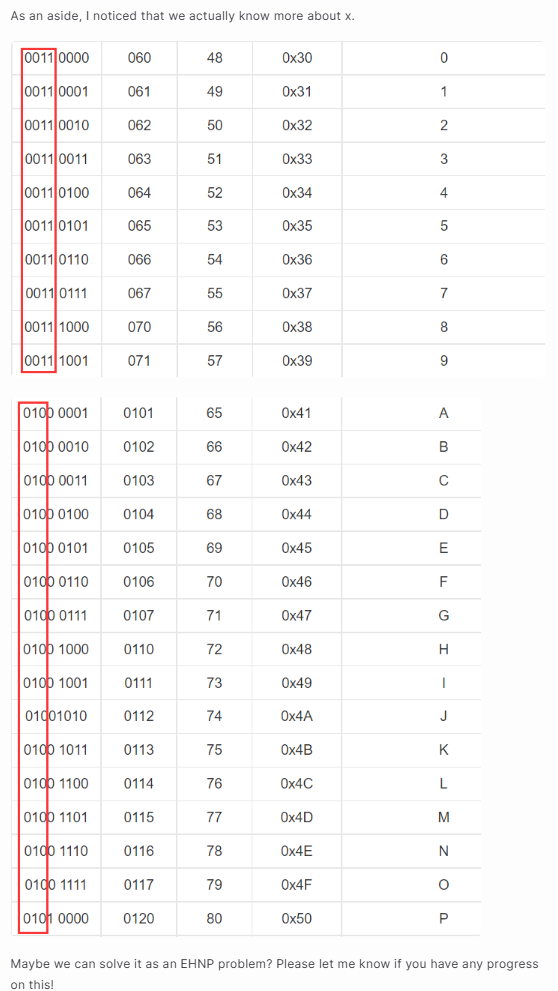 As an aside, I noticed that we actually know more about x.
0011 0000 060 48 0x30 0
0011 0001 061 49 0x31 1
0011 0010 062 50 0x32 2
0011 0011 063 51 0x33 3
0011 0100 064 52 0x34 4
0011 0101 065 53 0x35 5
0011 0110 066 54 0x36 6
0011 0111 067 55 0x37 7
0011 1000 070 56 0x38 8
0011 1001 071 57 0x39 9
0100 0001 0101 65 0x41 A
0100 0010 0102 66 0x42 B
0100 0011 0103 67 0x43 C
0100 0100 0104 68 0x44 D
0100 0101 0105 69 0x45 E
0100 0110 0106 70 0x46 F
0100 0111 0107 71 0x47 G
0100 1000 0110 72 0x48 H
0100 1001 0111 73 0x49 I
01001010 0112 74 0x4A J
0100 1011 0113 75 0x4B K
0100 1100 0114 76 0x4C L
0100 1101 0115 77 0x4D M
0100 1110 0116 78 0x4E N
0100 1111 0117 79 0x4F O
0101 0000 0120 80 0x50 P
Maybe we can solve it as an EHNP problem? Please let me know if you have any progress
on this!